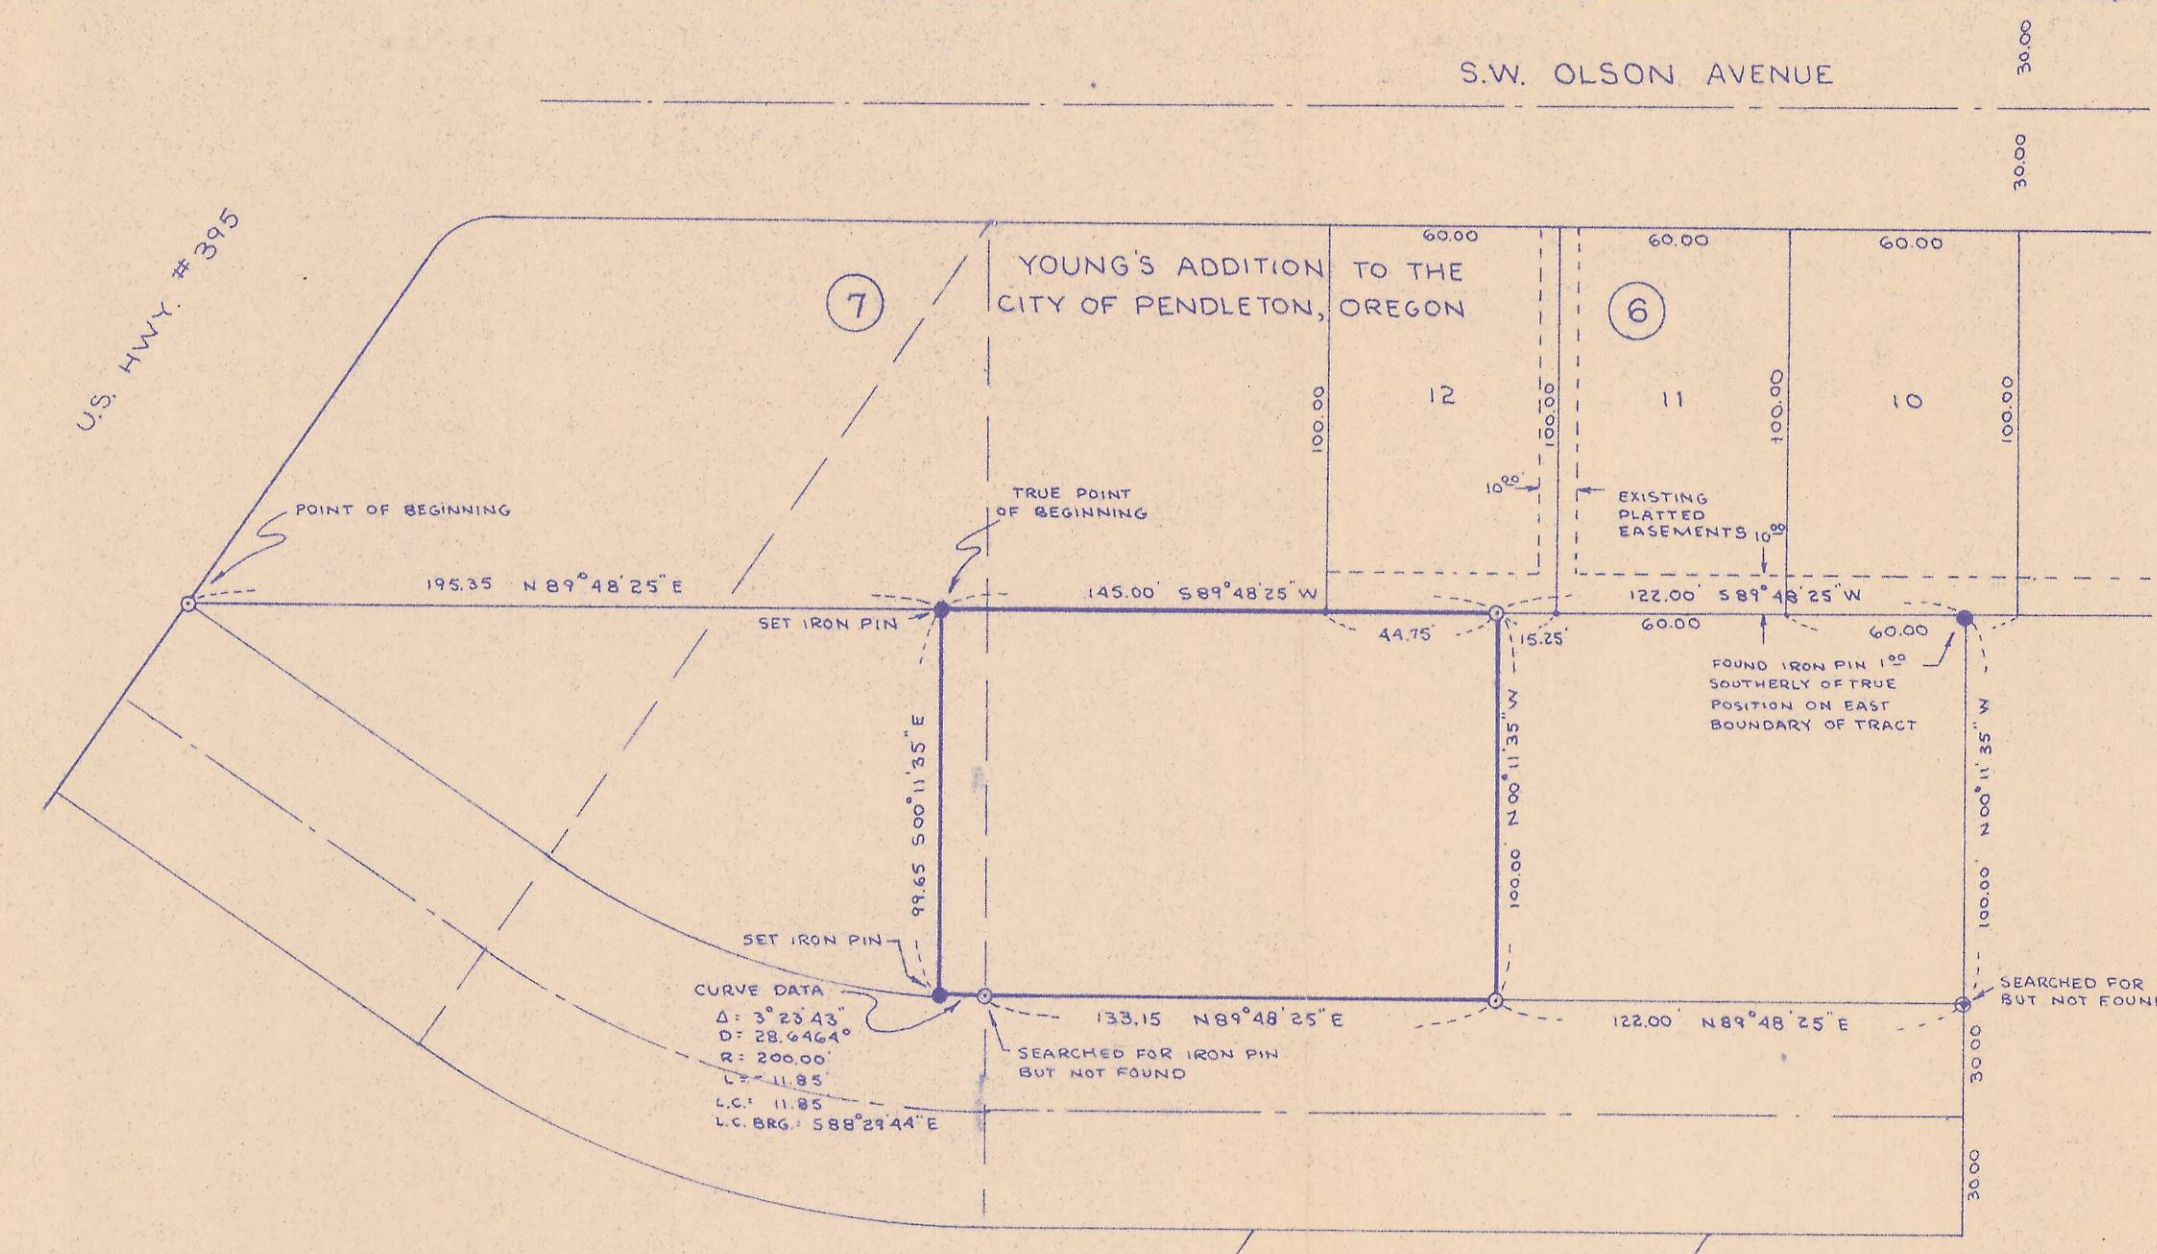 S.W. OLSON AVENUE
30.00
30.00
U.S. HWY. #395
7
YOUNG'S ADDITION TO THE
CITY OF PENDLETON, OREGON
6
60.00
60.00
60.00
12
11
10
100.00
100.00
100.00
100.00
10.00
EXISTING
PLATTED
EASEMENTS 10.00
POINT OF BEGINNING
TRUE POINT
OF BEGINNING
195.35 N 89°48'25" E
145.00' S 89°48'25" W
122.00' S 89°48'25" W
SET IRON PIN
44.75'
15.25'
60.00
60.00
FOUND IRON PIN 1.00
SOUTHERLY OF TRUE
POSITION ON EAST
BOUNDARY OF TRACT
99.65 S 00°11'35" E
100.00' N 00°11'35" W
100.00' N 00°11'35" W
SET IRON PIN
CURVE DATA
Δ= 3°23'43"
D= 28.6464°
R= 200.00'
L= 11.85'
L.C.= 11.85'
L.C. BRG.: S 88°29'44" E
133.15 N 89°48'25" E
122.00' N 89°48'25" E
SEARCHED FOR IRON PIN
BUT NOT FOUND
SEARCHED FOR
BUT NOT FOUN
30.00
30.00